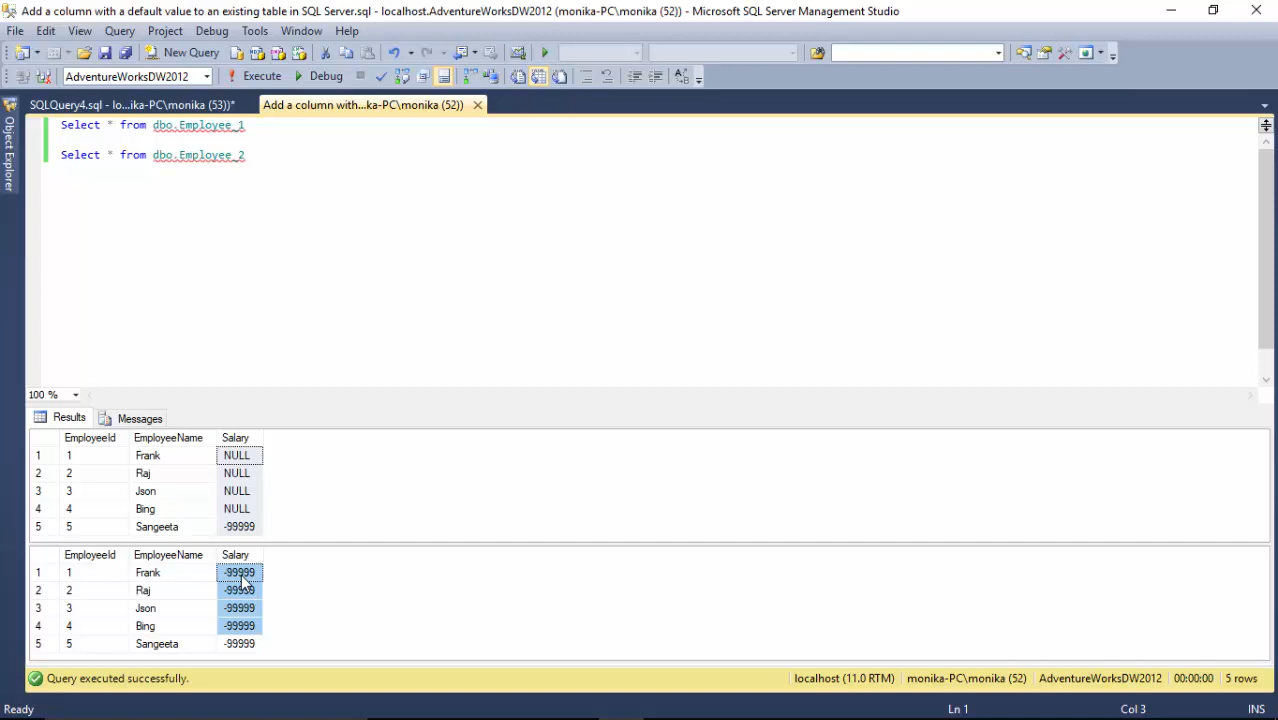 Add a column with a default value to an existing table in SQL Server.sql - localhost.AdventureWorksDW2012 (monika-PC\monika (52)) - Microsoft SQL Server Management Studio
File Edit View Query Project Debug Tools Window Help
New Query
AdventureWorksDW2012 Execute Debug
SQLQuery4.sql - lo...ika-PC\monika (53))* Add a column with...ka-PC\monika (52))
Object Explorer
Select * from dbo.Employee_1
Select * from dbo.Employee_2
100 %
Results Messages
EmployeeId EmployeeName Salary
1 1 Frank NULL
2 2 Raj NULL
3 3 Json NULL
4 4 Bing NULL
5 5 Sangeeta -99999
EmployeeId EmployeeName Salary
1 1 Frank -99999
2 2 Raj -99999
3 3 Json -99999
4 4 Bing -99999
5 5 Sangeeta -99999
Query executed successfully. localhost (11.0 RTM) monika-PC\monika (52) AdventureWorksDW2012 00:00:00 5 rows
Ready Ln 1 Col 3 INS